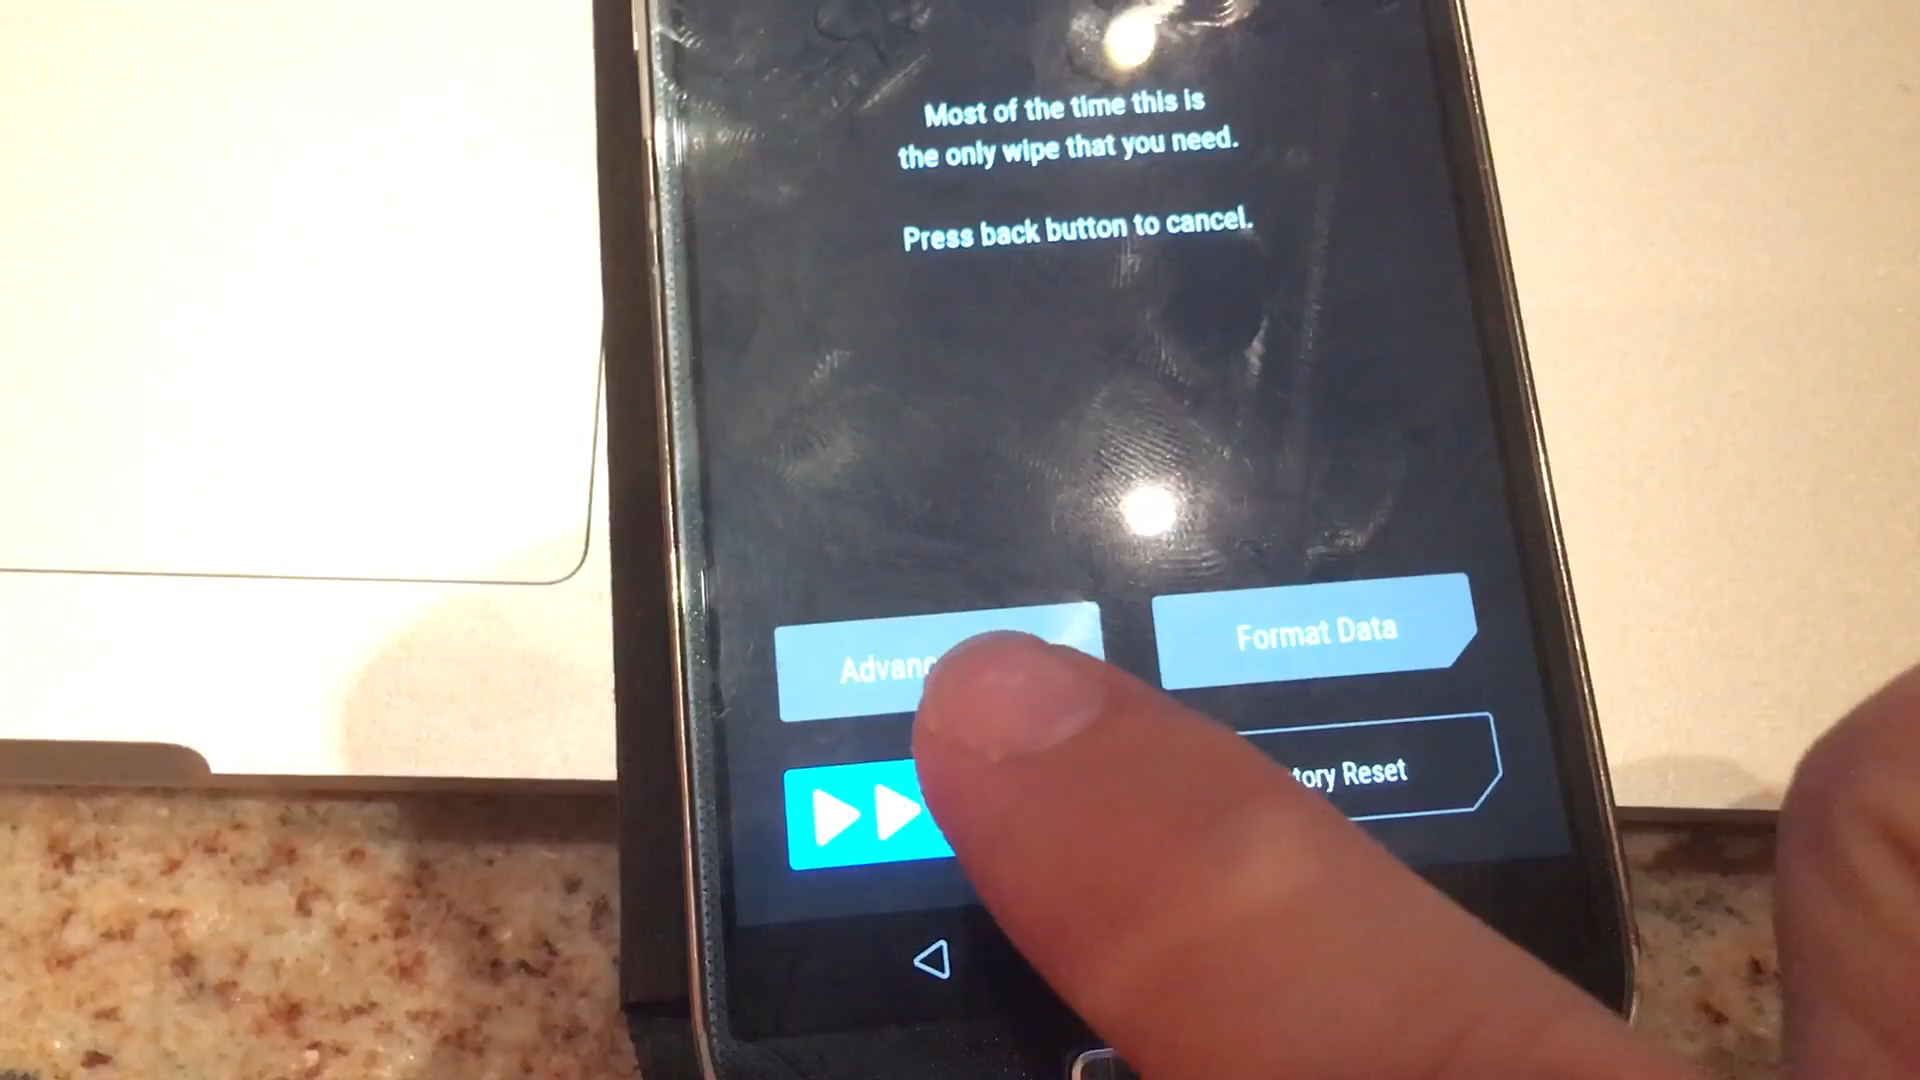 Most of the time this is
the only wipe that you need.
Press back button to cancel.
Format Data
Reset